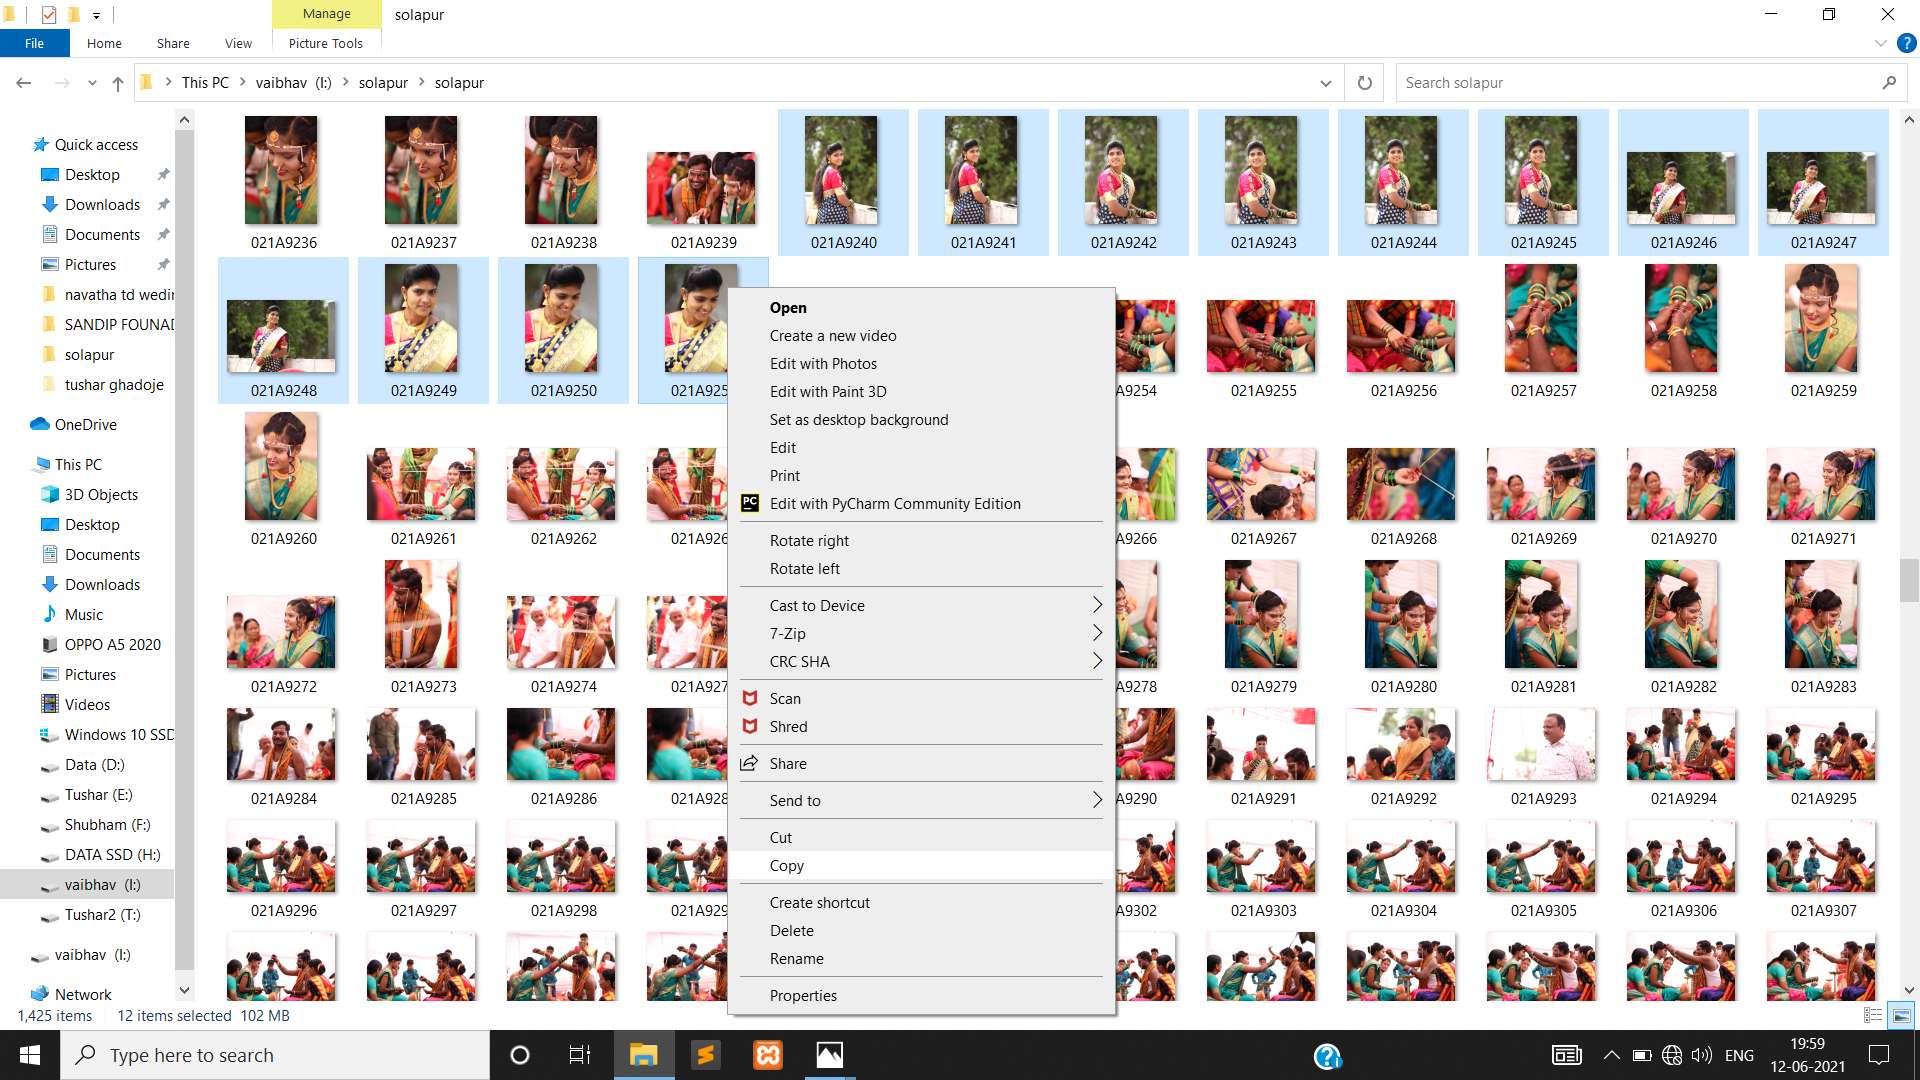 Manage
solapur
File
Home
Share
View
Picture Tools
This PC
vaibhav (I:)
solapur
solapur
Search solapur
Quick access
Desktop
Downloads
Documents
Pictures
navatha td wedin
SANDIP FOUNAD
solapur
tushar ghadoje
OneDrive
This PC
3D Objects
Desktop
Documents
Downloads
Music
OPPO A5 2020
Pictures
Videos
Windows 10 SSD
Data (D:)
Tushar (E:)
Shubham (F:)
DATA SSD (H:)
vaibhav (I:)
Tushar2 (T:)
vaibhav (I:)
Network
021A9236 021A9237 021A9238 021A9239 021A9240 021A9241 021A9242 021A9243 021A9244 021A9245 021A9246 021A9247
021A9248 021A9249 021A9250 021A925 A9254 021A9255 021A9256 021A9257 021A9258 021A9259
021A9260 021A9261 021A9262 021A926 A9266 021A9267 021A9268 021A9269 021A9270 021A9271
021A9272 021A9273 021A9274 021A927 A9278 021A9279 021A9280 021A9281 021A9282 021A9283
021A9284 021A9285 021A9286 021A928 A9290 021A9291 021A9292 021A9293 021A9294 021A9295
021A9296 021A9297 021A9298 021A929 A9302 021A9303 021A9304 021A9305 021A9306 021A9307
Open
Create a new video
Edit with Photos
Edit with Paint 3D
Set as desktop background
Edit
Print
PC Edit with PyCharm Community Edition
Rotate right
Rotate left
Cast to Device
7-Zip
CRC SHA
Scan
Shred
Share
Send to
Cut
Copy
Create shortcut
Delete
Rename
Properties
1,425 items 12 items selected 102 MB
Type here to search
ENG
19:59
12-06-2021